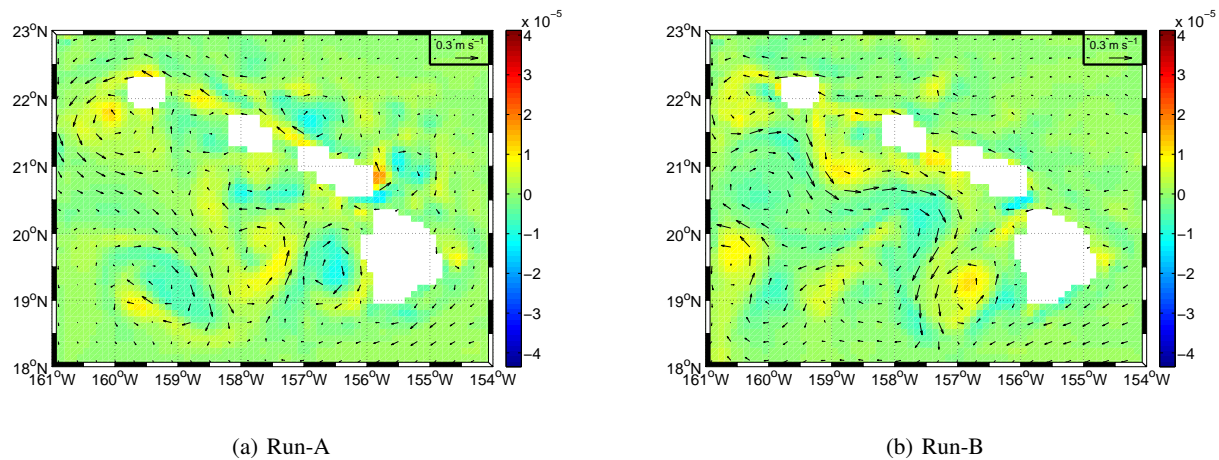 x 10⁻⁵ x 10⁻⁵
23°N 0.3 m s⁻¹ 4 23°N 0.3 m s⁻¹ 4
22°N 3 22°N 3
2 2
21°N 1 21°N 1
0 0
20°N −1 20°N −1
−2 −2
19°N −3 19°N −3
−4 −4
18°N 18°N
161°W 160°W 159°W 158°W 157°W 156°W 155°W 154°W 161°W 160°W 159°W 158°W 157°W 156°W 155°W 154°W
(a) Run-A (b) Run-B